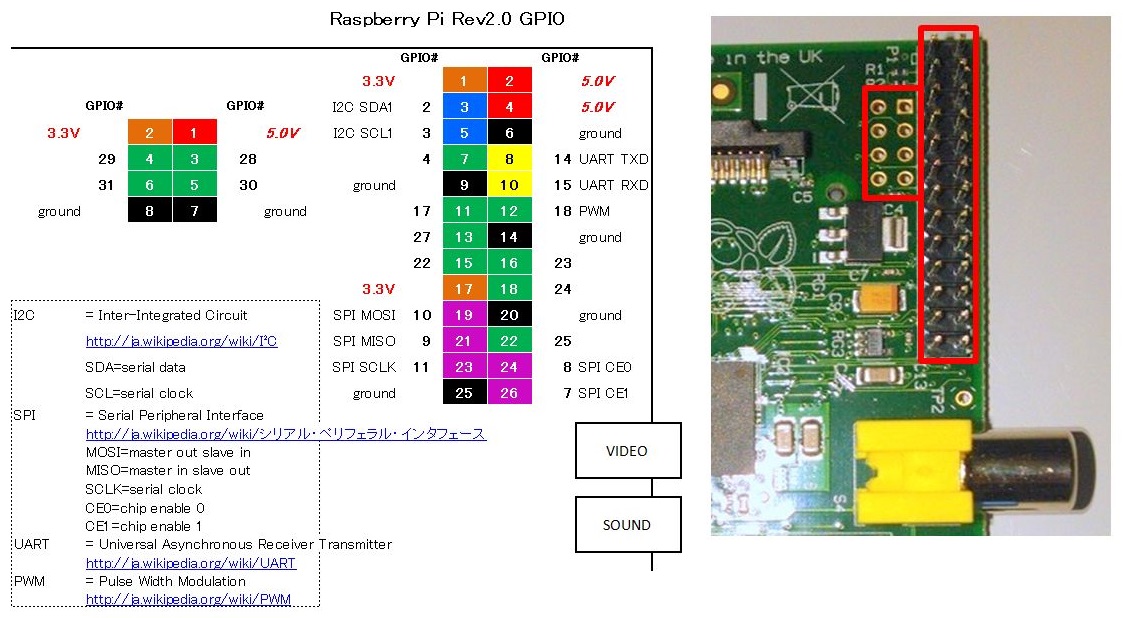 Raspberry Pi Rev2.0 GPIO
GPIO# GPIO#
3.3V 1 2 5.0V
I2C SDA1 2 3 4 5.0V
I2C SCL1 3 5 6 ground
4 7 8 14 UART TXD
ground 9 10 15 UART RXD
17 11 12 18 PWM
27 13 14 ground
22 15 16 23
3.3V 17 18 24
SPI MOSI 10 19 20 ground
SPI MISO 9 21 22 25
SPI SCLK 11 23 24 8 SPI CE0
ground 25 26 7 SPI CE1
GPIO# GPIO#
3.3V 2 1 5.0V
29 4 3 28
31 6 5 30
ground 8 7 ground
I2C = Inter-Integrated Circuit
http://ja.wikipedia.org/wiki/I²C
SDA=serial data
SCL=serial clock
SPI = Serial Peripheral Interface
http://ja.wikipedia.org/wiki/シリアル・ペリフェラル・インタフェース
MOSI=master out slave in
MISO=master in slave out
SCLK=serial clock
CE0=chip enable 0
CE1=chip enable 1
UART = Universal Asynchronous Receiver Transmitter
http://ja.wikipedia.org/wiki/UART
PWM = Pulse Width Modulation
http://ja.wikipedia.org/wiki/PWM
VIDEO
SOUND
in the UK
P1
R1
R2
C5
C4
C7
RG1
RG3
C13
TP2
S4